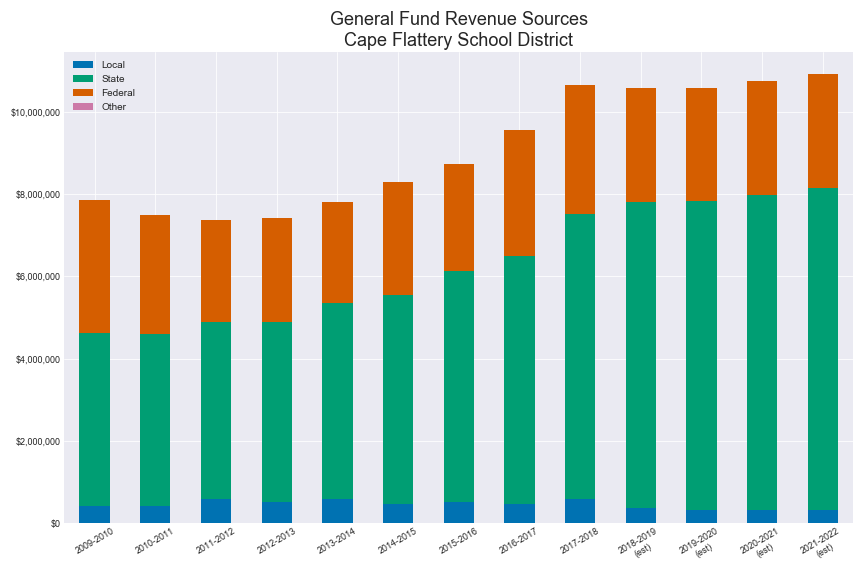 General Fund Revenue Sources
Cape Flattery School District
Local
State
Federal
Other
$10,000,000
$8,000,000
$6,000,000
$4,000,000
$2,000,000
$0
2009-2010
2010-2011
2011-2012
2012-2013
2013-2014
2014-2015
2015-2016
2016-2017
2017-2018
2018-2019
(est)
2019-2020
(est)
2020-2021
(est)
2021-2022
(est)